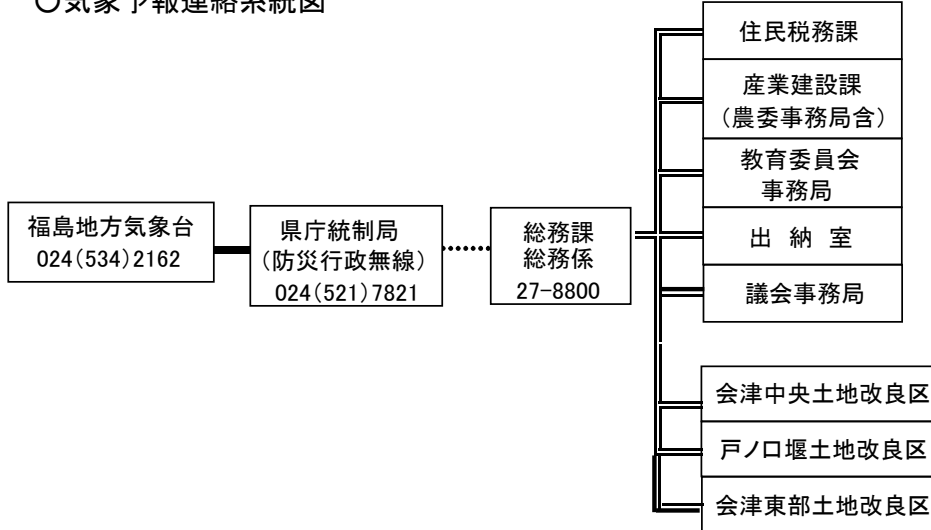 〇気象予報連絡系統図
福島地方気象台
024(534)2162
県庁統制局
(防災行政無線)
024(521)7821
総務課
総務係
27-8800
住民税務課
産業建設課
(農委事務局含)
教育委員会
事務局
出　納　室
議会事務局
会津中央土地改良区
戸ノ口堰土地改良区
会津東部土地改良区